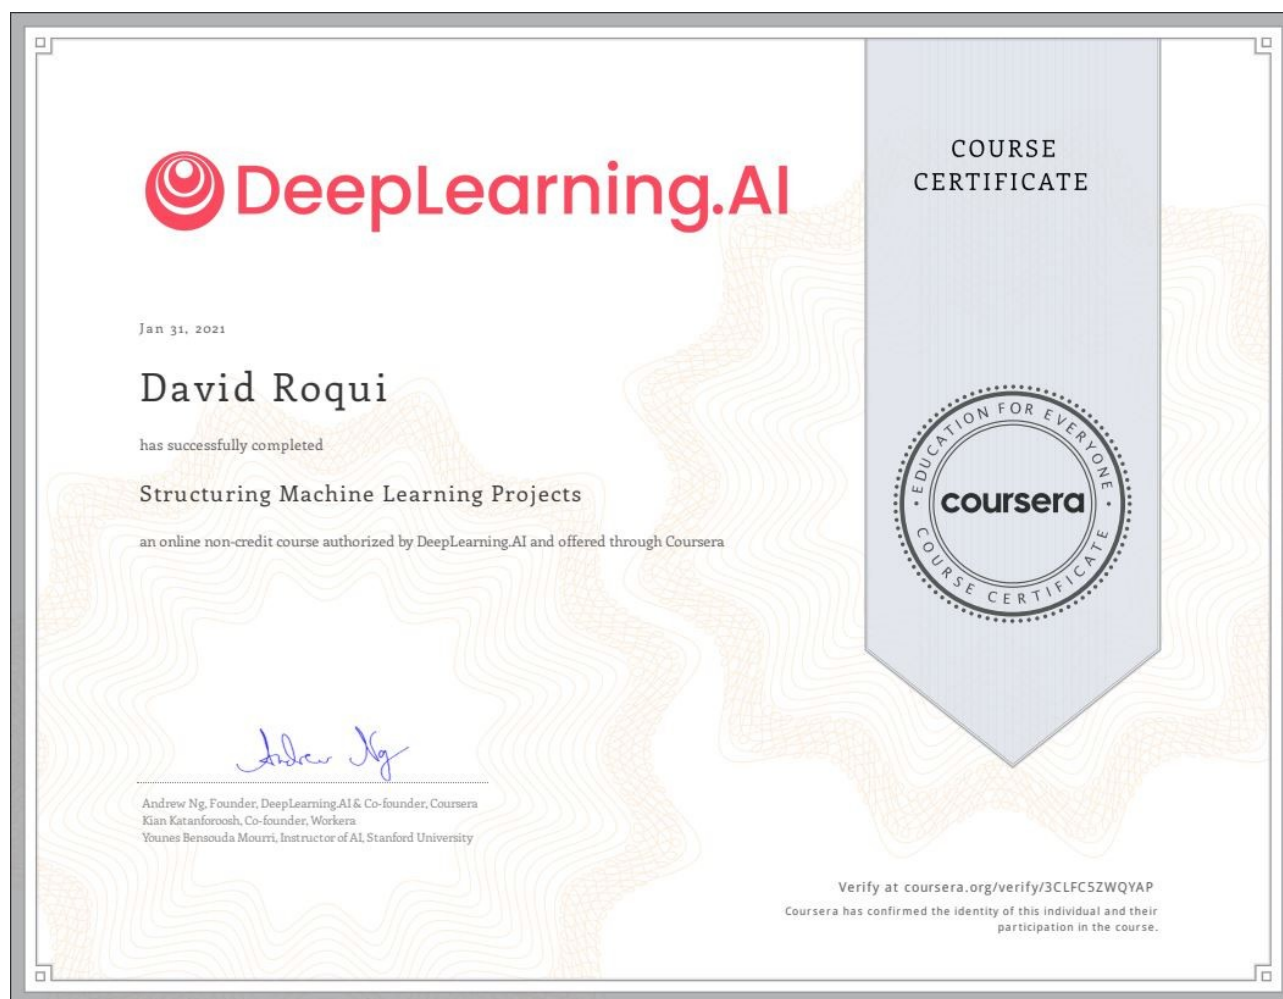 DeepLearning.AI
COURSE
CERTIFICATE
Jan 31, 2021
David Roqui
has successfully completed
Structuring Machine Learning Projects
an online non-credit course authorized by DeepLearning.AI and offered through Coursera
EDUCATION FOR EVERYONE
coursera
COURSE CERTIFICATE
Andrew Ng
Andrew Ng, Founder, DeepLearning.AI & Co-founder, Coursera
Kian Katanforoosh, Co-founder, Workera
Younes Bensouda Mourri, Instructor of AI, Stanford University
Verify at coursera.org/verify/3CLFC5ZWQYAP
Coursera has confirmed the identity of this individual and their
participation in the course.